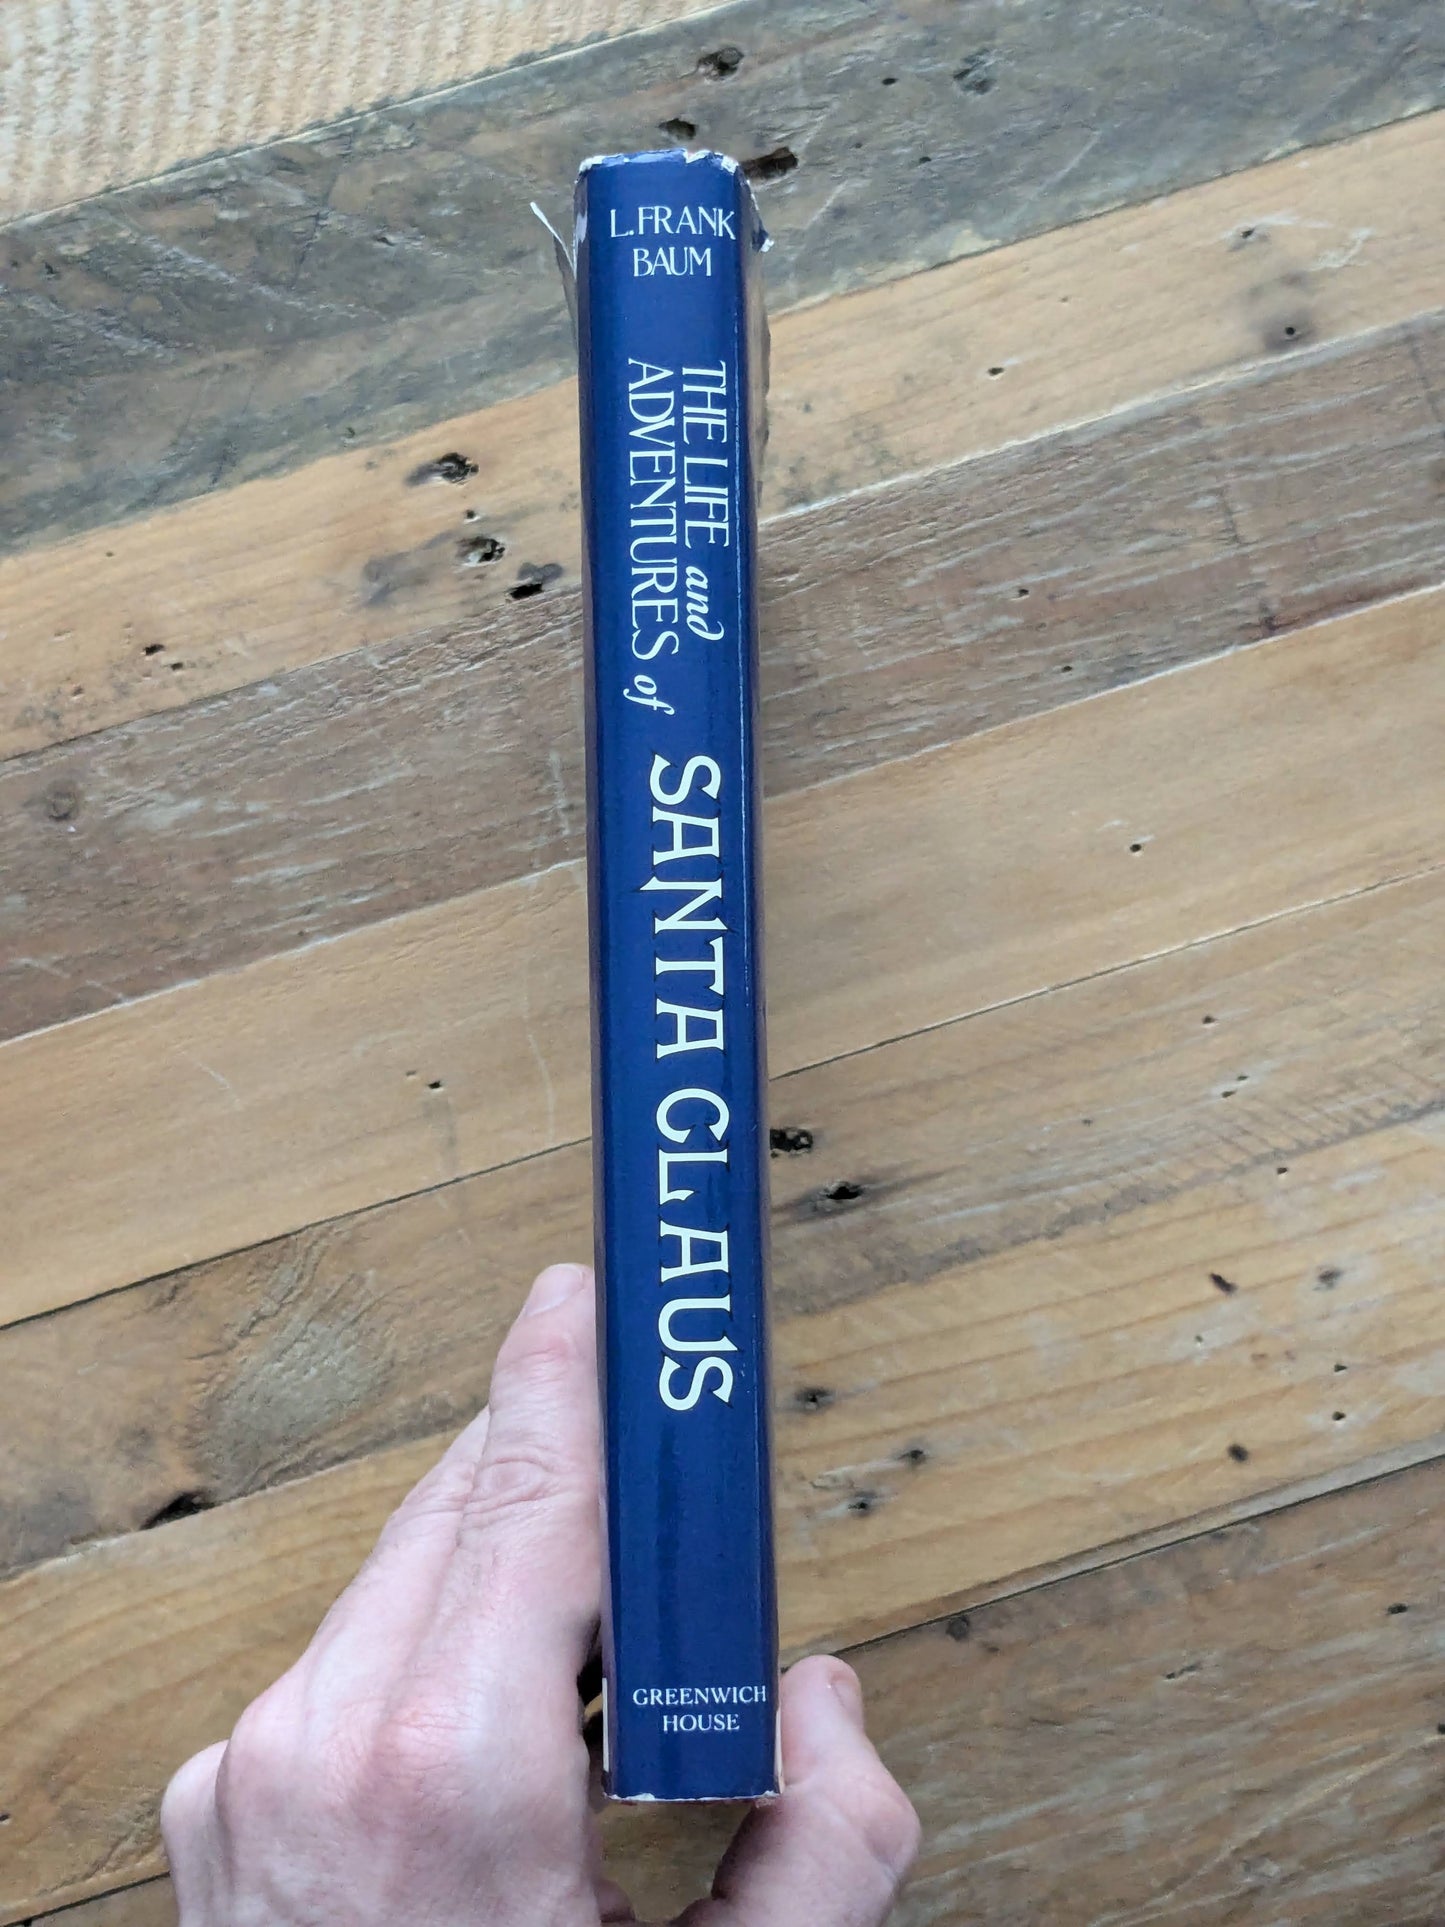 L. FRANK
BAUM
THE LIFE and
ADVENTURES of
SANTA CLAUS
GREENWICH
HOUSE